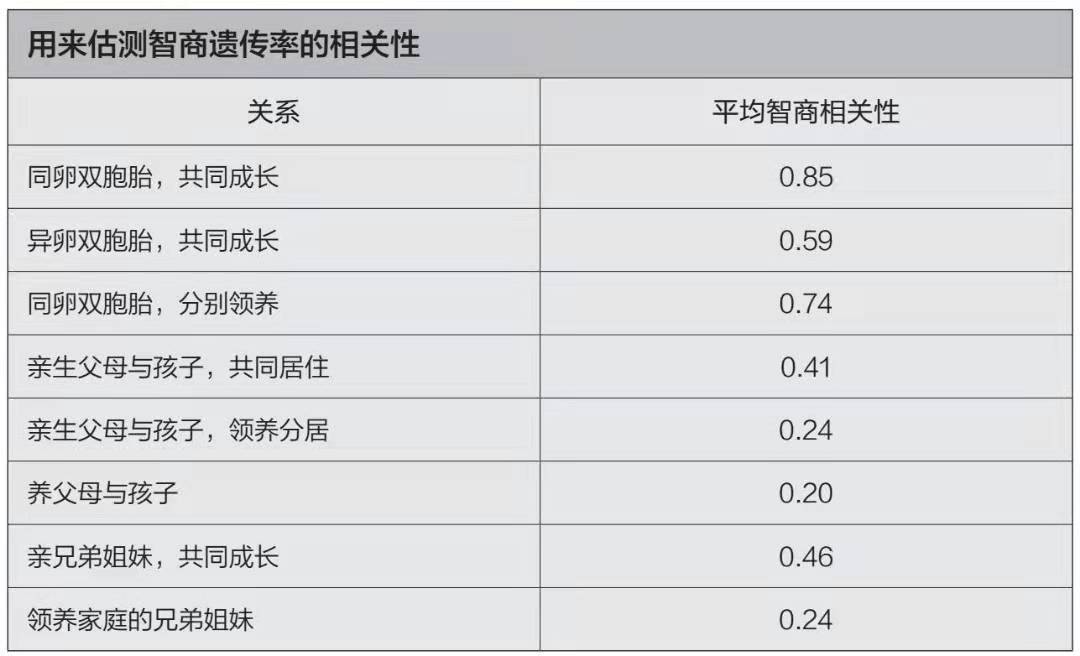 用来估测智商遗传率的相关性
关系 平均智商相关性
同卵双胞胎，共同成长 0.85
异卵双胞胎，共同成长 0.59
同卵双胞胎，分别领养 0.74
亲生父母与孩子，共同居住 0.41
亲生父母与孩子，领养分居 0.24
养父母与孩子 0.20
亲兄弟姐妹，共同成长 0.46
领养家庭的兄弟姐妹 0.24